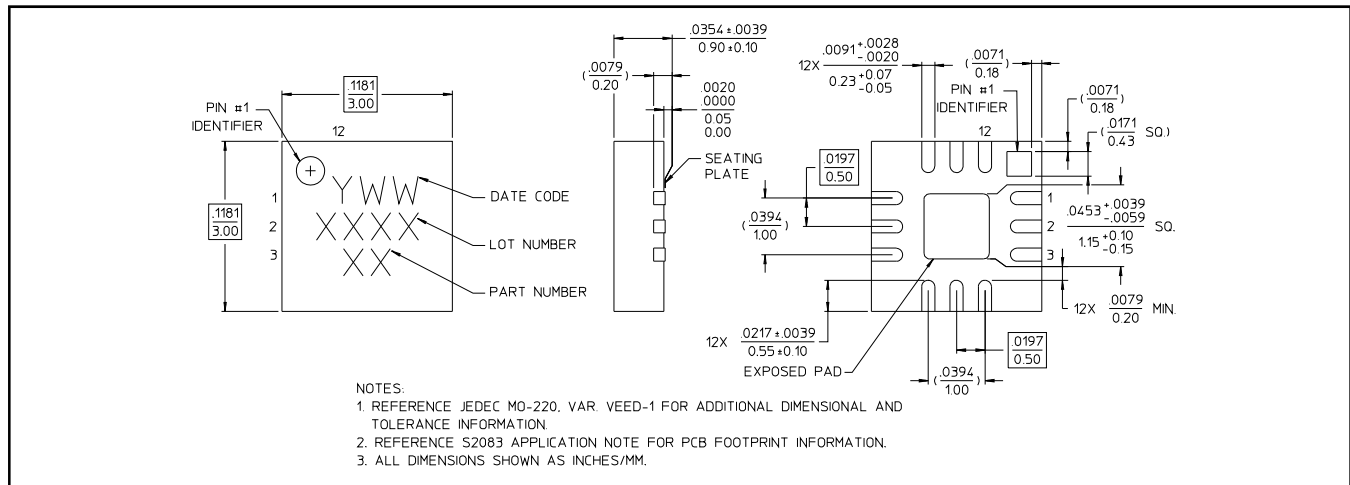 PIN #1
IDENTIFIER
.1181
3.00
12
.1181
3.00
1
2
3
YWW
XXXX
XX
DATE CODE
LOT NUMBER
PART NUMBER
.0354 ±.0039
0.90 ±0.10
(.0079
0.20)
.0020
.0000
0.05
0.00
SEATING
PLATE
12X .0091 +.0028
-.0020
0.23 +0.07
-0.05
(.0071
0.18)
PIN #1
IDENTIFIER
12
(.0071
0.18)
(.0171
0.43 SQ.)
.0197
0.50
(.0394
1.00)
1
2
3
.0453 +.0039
-.0059 SQ.
1.15 +0.10
-0.15
12X .0079 MIN.
0.20
12X .0217 ±.0039
0.55 ±0.10
EXPOSED PAD
(.0394
1.00)
.0197
0.50
NOTES:
1. REFERENCE JEDEC MO-220, VAR. VEED-1 FOR ADDITIONAL DIMENSIONAL AND
TOLERANCE INFORMATION.
2. REFERENCE S2083 APPLICATION NOTE FOR PCB FOOTPRINT INFORMATION.
3. ALL DIMENSIONS SHOWN AS INCHES/MM.